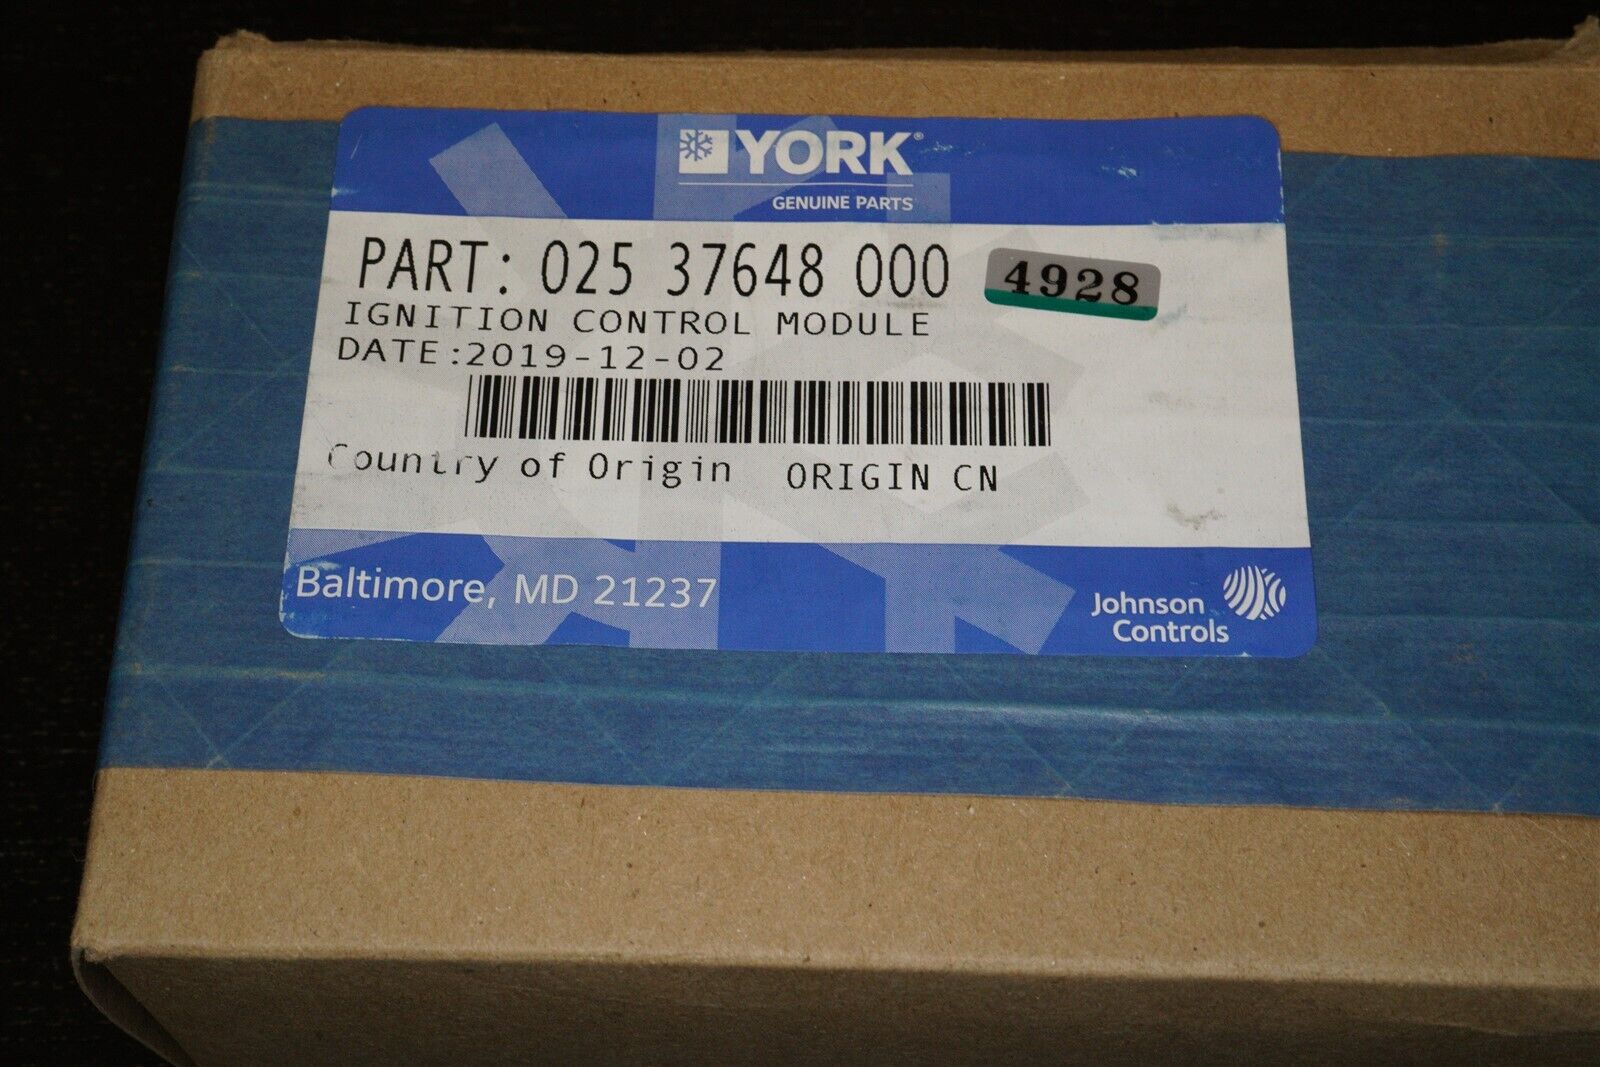 YORK®
GENUINE PARTS
PART: 025 37648 000 4928
IGNITION CONTROL MODULE
DATE:2019-12-02
Country of Origin ORIGIN CN
Baltimore, MD 21237
Johnson
Controls